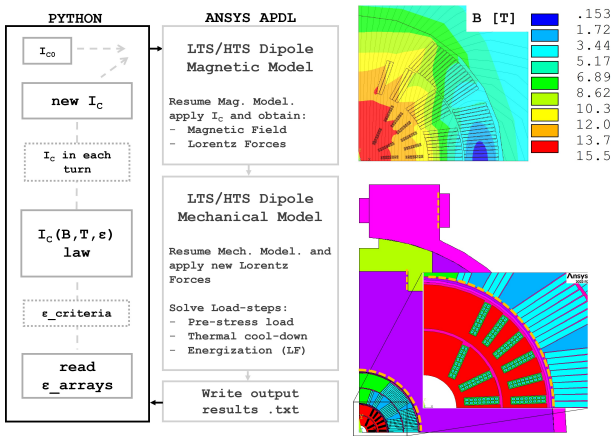 PYTHON
I_C0
new I_C
I_C in each
turn
I_C(B,T,ε)
law
ε_criteria
read
ε_arrays
ANSYS APDL
LTS/HTS Dipole
Magnetic Model
Resume Mag. Model.
apply I_C and obtain:
- Magnetic Field
- Lorentz Forces
LTS/HTS Dipole
Mechanical Model
Resume Mech. Model. and
apply new Lorentz
Forces
Solve Load-steps:
- Pre-stress load
- Thermal cool-down
- Energization (LF)
Write output
results .txt
B [T]
.153
1.72
3.44
5.17
6.89
8.62
10.3
12.0
13.7
15.5
Ansys